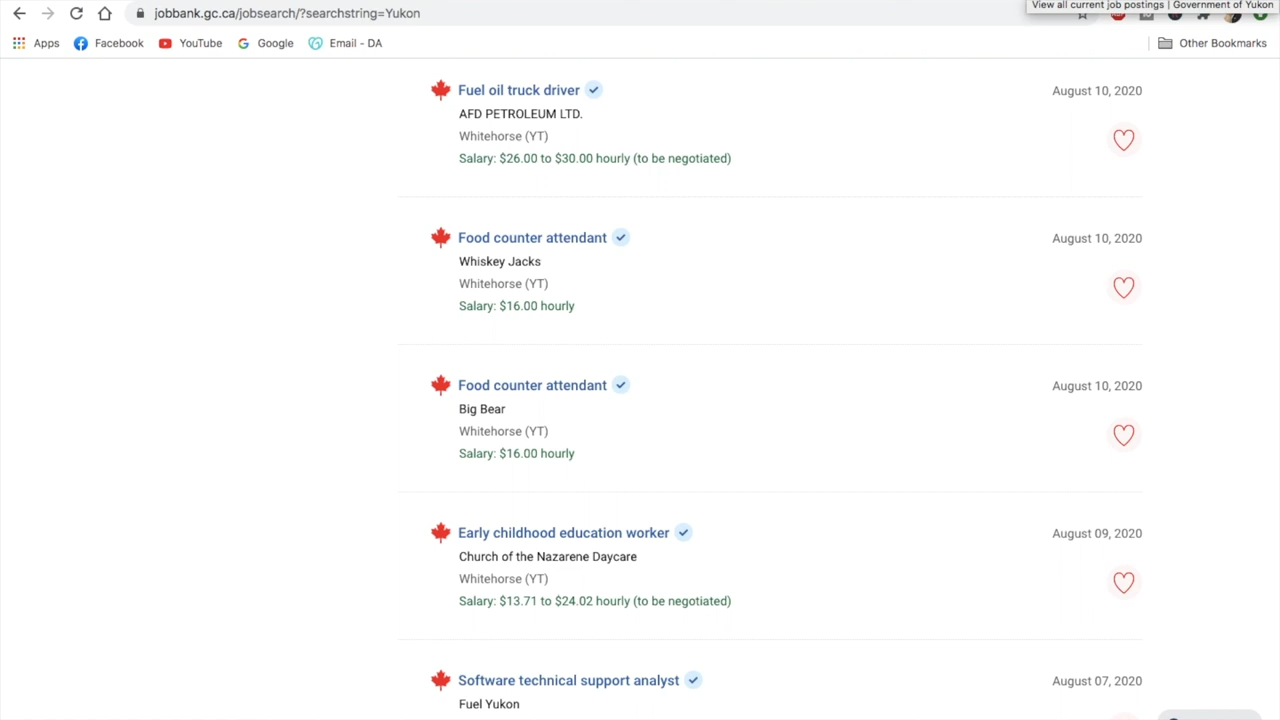 View all current job postings | Government of Yukon
jobbank.gc.ca/jobsearch/?searchstring=Yukon
Apps Facebook YouTube Google Email - DA Other Bookmarks
Fuel oil truck driver August 10, 2020
AFD PETROLEUM LTD.
Whitehorse (YT)
Salary: $26.00 to $30.00 hourly (to be negotiated)
Food counter attendant August 10, 2020
Whiskey Jacks
Whitehorse (YT)
Salary: $16.00 hourly
Food counter attendant August 10, 2020
Big Bear
Whitehorse (YT)
Salary: $16.00 hourly
Early childhood education worker August 09, 2020
Church of the Nazarene Daycare
Whitehorse (YT)
Salary: $13.71 to $24.02 hourly (to be negotiated)
Software technical support analyst August 07, 2020
Fuel Yukon